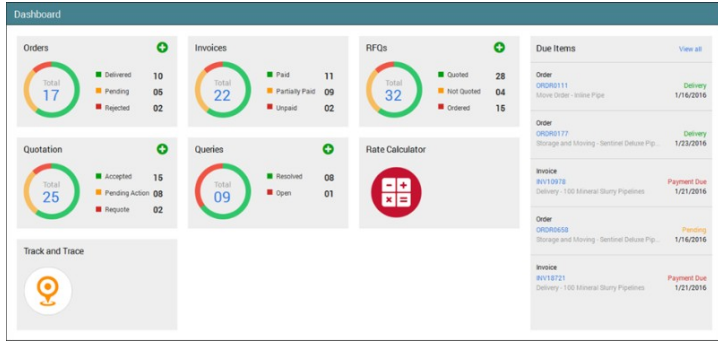 Dashboard
Orders
Total
17
Delivered 10
Pending 05
Rejected 02
Invoices
Total
22
Paid 11
Partially Paid 09
Unpaid 02
RFQs
Total
32
Quoted 28
Not Quoted 04
Ordered 15
Quotation
Total
25
Accepted 15
Pending Action 08
Requote 02
Queries
Total
09
Resolved 08
Open 01
Rate Calculator
Track and Trace
Due Items View all
Order
ORDR0111 Delivery
Move Order - Inline Pipe 1/16/2016
Order
ORDR0177 Delivery
Storage and Moving - Sentinel Deluxe Pip... 1/23/2016
Invoice
INV10978 Payment Due
Delivery - 100 Mineral Slurry Pipelines 1/21/2016
Order
ORDR0658 Pending
Storage and Moving - Sentinel Deluxe Pip... 1/16/2016
Invoice
INV18721 Payment Due
Delivery - 100 Mineral Slurry Pipelines 1/21/2016